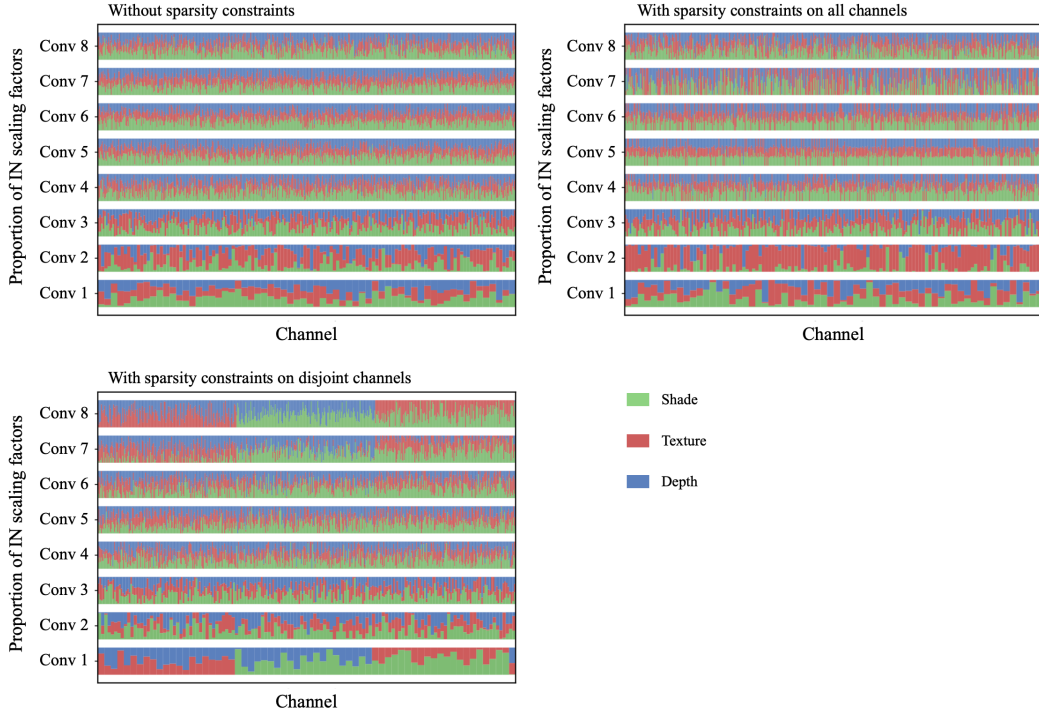 Without sparsity constraints
Proportion of IN scaling factors
Conv 8
Conv 7
Conv 6
Conv 5
Conv 4
Conv 3
Conv 2
Conv 1
Channel
With sparsity constraints on all channels
Proportion of IN scaling factors
Conv 8
Conv 7
Conv 6
Conv 5
Conv 4
Conv 3
Conv 2
Conv 1
Channel
With sparsity constraints on disjoint channels
Proportion of IN scaling factors
Conv 8
Conv 7
Conv 6
Conv 5
Conv 4
Conv 3
Conv 2
Conv 1
Channel
Shade
Texture
Depth